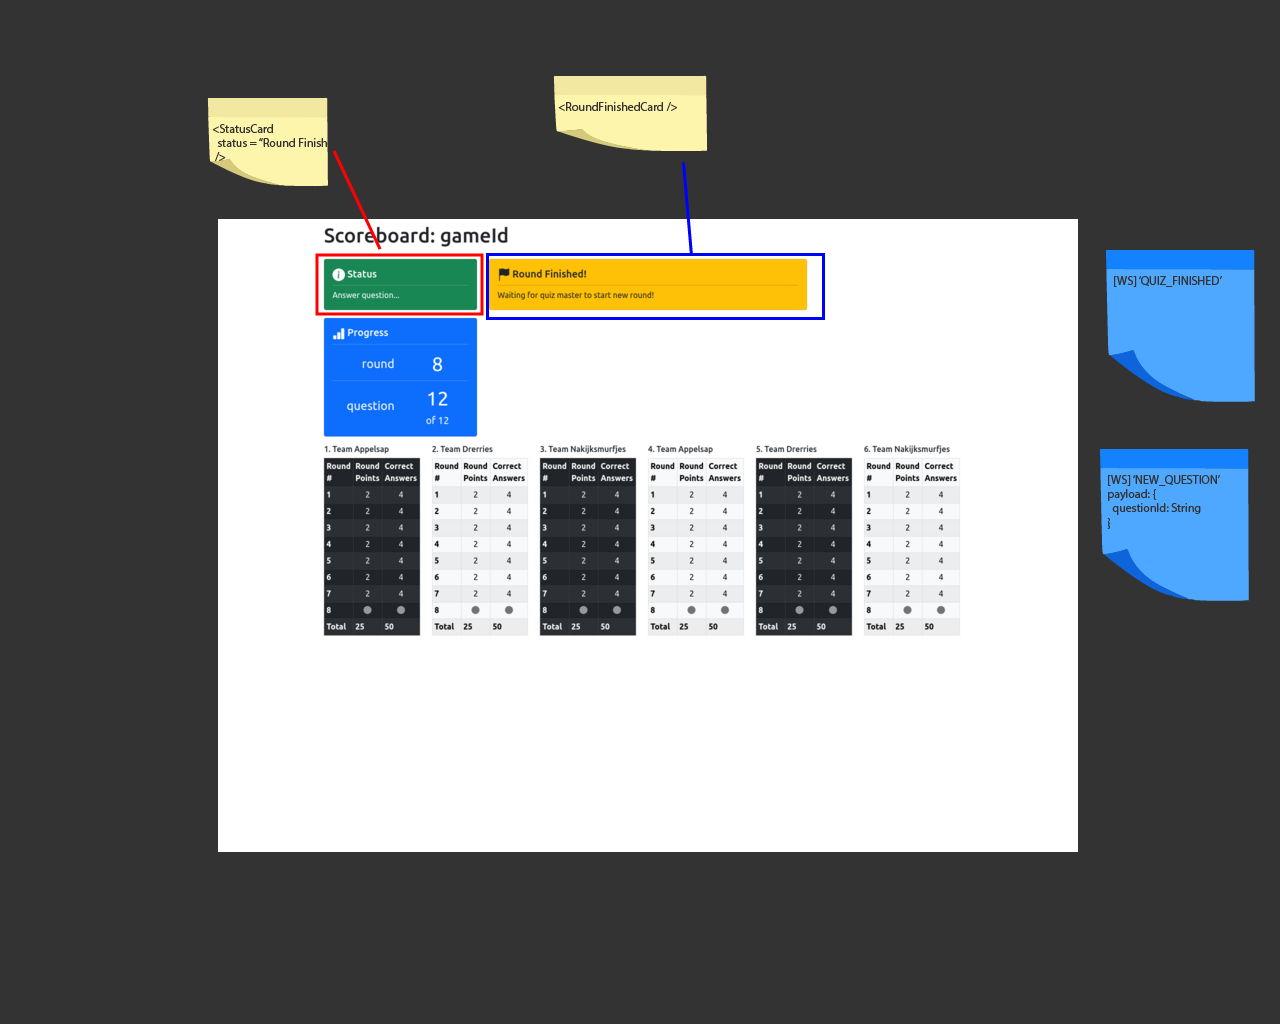 <StatusCard
status = “Round Finish
/>
<RoundFinishedCard />
Scoreboard: gameId
Status
Answer question...
Round Finished!
Waiting for quiz master to start new round!
Progress
round 8
question 12
of 12
[WS] ‘QUIZ_FINISHED’
[WS] ‘NEW_QUESTION’
payload: {
questionId: String
}
1. Team Appelsap
Round # Round Points Correct Answers
1 2 4
2 2 4
3 2 4
4 2 4
5 2 4
6 2 4
7 2 4
8
Total 25 50
2. Team Drerries
Round # Round Points Correct Answers
1 2 4
2 2 4
3 2 4
4 2 4
5 2 4
6 2 4
7 2 4
8
Total 25 50
3. Team Nakijksmurfjes
Round # Round Points Correct Answers
1 2 4
2 2 4
3 2 4
4 2 4
5 2 4
6 2 4
7 2 4
8
Total 25 50
4. Team Appelsap
Round # Round Points Correct Answers
1 2 4
2 2 4
3 2 4
4 2 4
5 2 4
6 2 4
7 2 4
8
Total 25 50
5. Team Drerries
Round # Round Points Correct Answers
1 2 4
2 2 4
3 2 4
4 2 4
5 2 4
6 2 4
7 2 4
8
Total 25 50
6. Team Nakijksmurfjes
Round # Round Points Correct Answers
1 2 4
2 2 4
3 2 4
4 2 4
5 2 4
6 2 4
7 2 4
8
Total 25 50